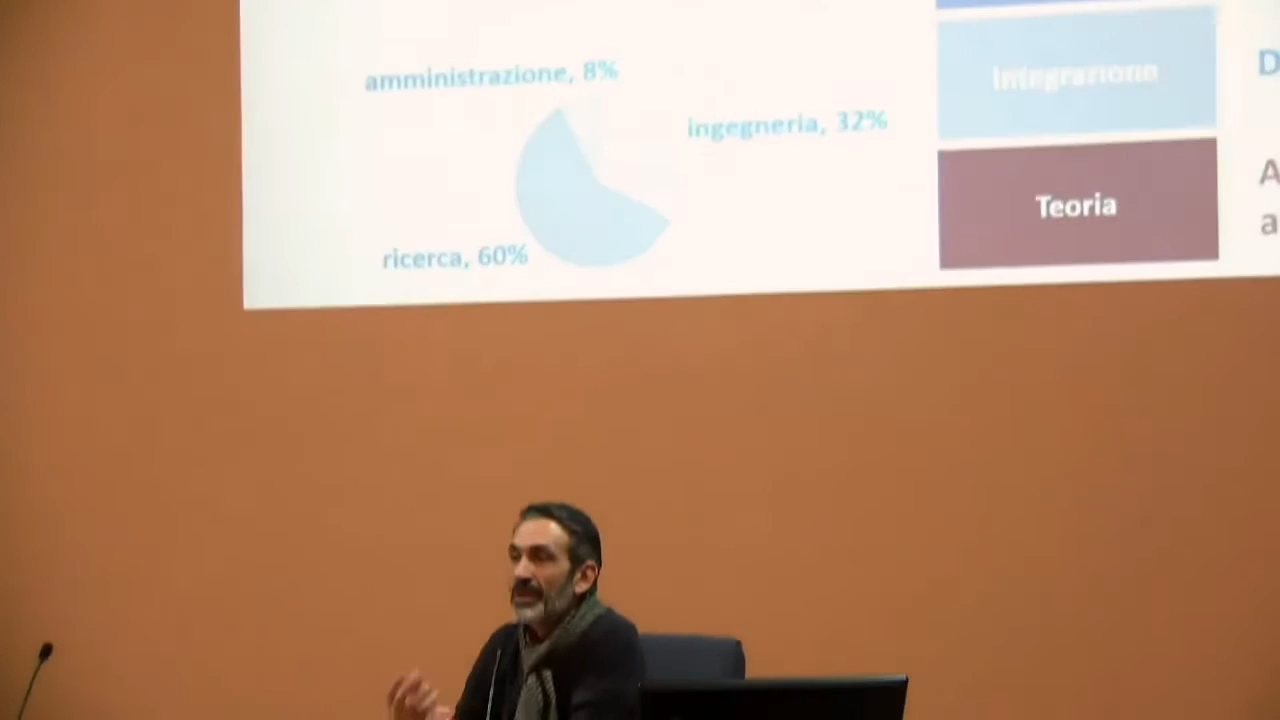 amministrazione, 8%
ingegneria, 32%
ricerca, 60%
Integrazione
Teoria
D
A
a